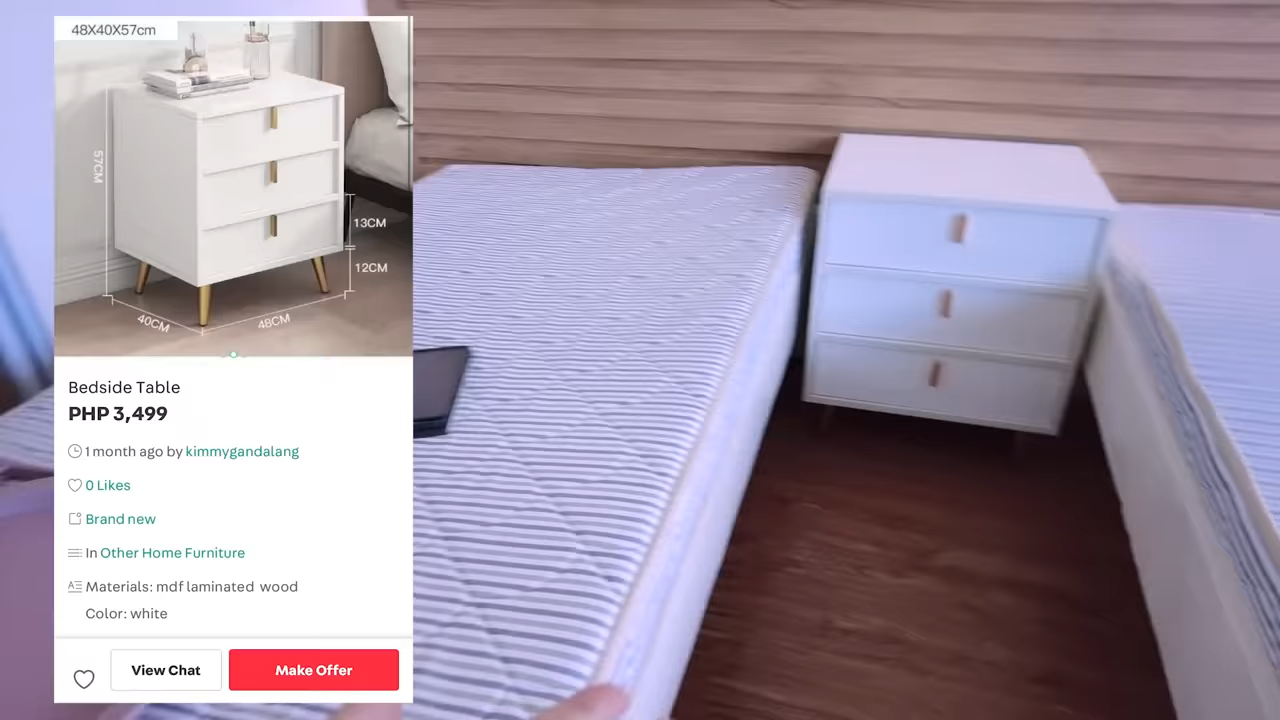 48X40X57cm
57CM
13CM
12CM
40CM
48CM
Bedside Table
PHP 3,499
1 month ago by kimmygandalang
0 Likes
Brand new
In Other Home Furniture
Materials: mdf laminated wood
Color: white
View Chat
Make Offer